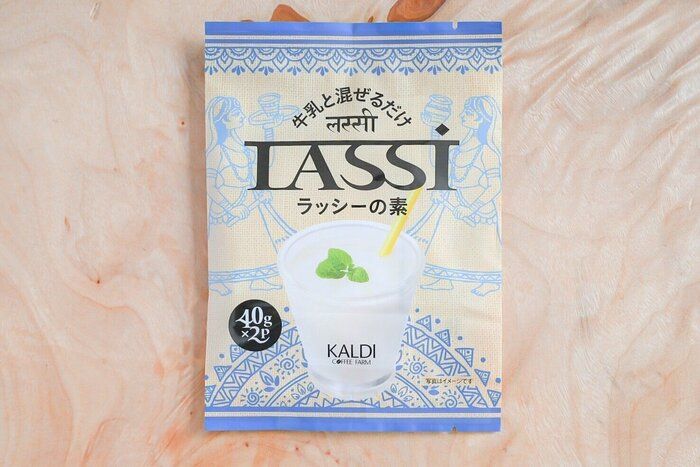 牛乳と混ぜるだけ
लस्सी
LASSi
ラッシーの素
40g
×2p
KALDI
COFFEE FARM
写真はイメージです